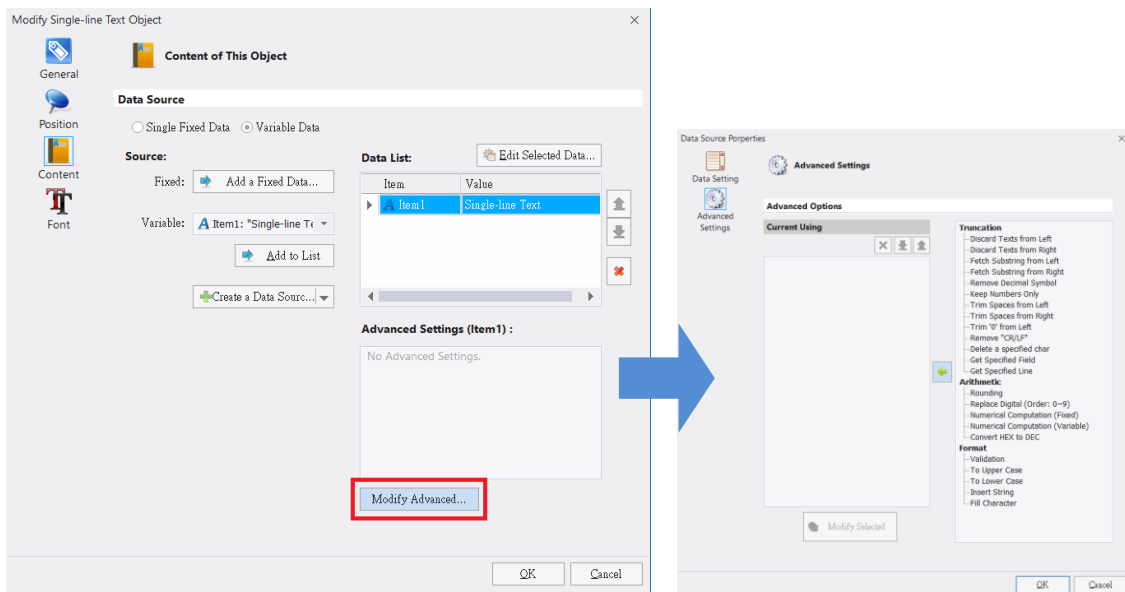 Modify Single-line Text Object
General
Position
Content
Font
Content of This Object
Data Source
Single Fixed Data
Variable Data
Source:
Fixed:
Add a Fixed Data...
Variable:
Item1: "Single-line Te
Add to List
Create a Data Sourc...
Data List:
Edit Selected Data...
Item Value
Item1 Single-line Text
Advanced Settings (Item1) :
No Advanced Settings.
Modify Advanced...
OK
Cancel
Data Source Porperties
Data Setting
Advanced
Settings
Advanced Settings
Advanced Options
Current Using
Modify Selected
Truncation
Discard Texts from Left
Discard Texts from Right
Fetch Substring from Left
Fetch Substring from Right
Remove Decimal Symbol
Keep Numbers Only
Trim Spaces from Left
Trim Spaces from Right
Trim '0' from Left
Remove "CR/LF"
Delete a specified char
Get Specified Field
Get Specified Line
Arithmetic
Rounding
Replace Digital (Order: 0~9)
Numerical Computation (Fixed)
Numerical Computation (Variable)
Convert HEX to DEC
Format
Validation
To Upper Case
To Lower Case
Insert String
Fill Character
OK
Cancel